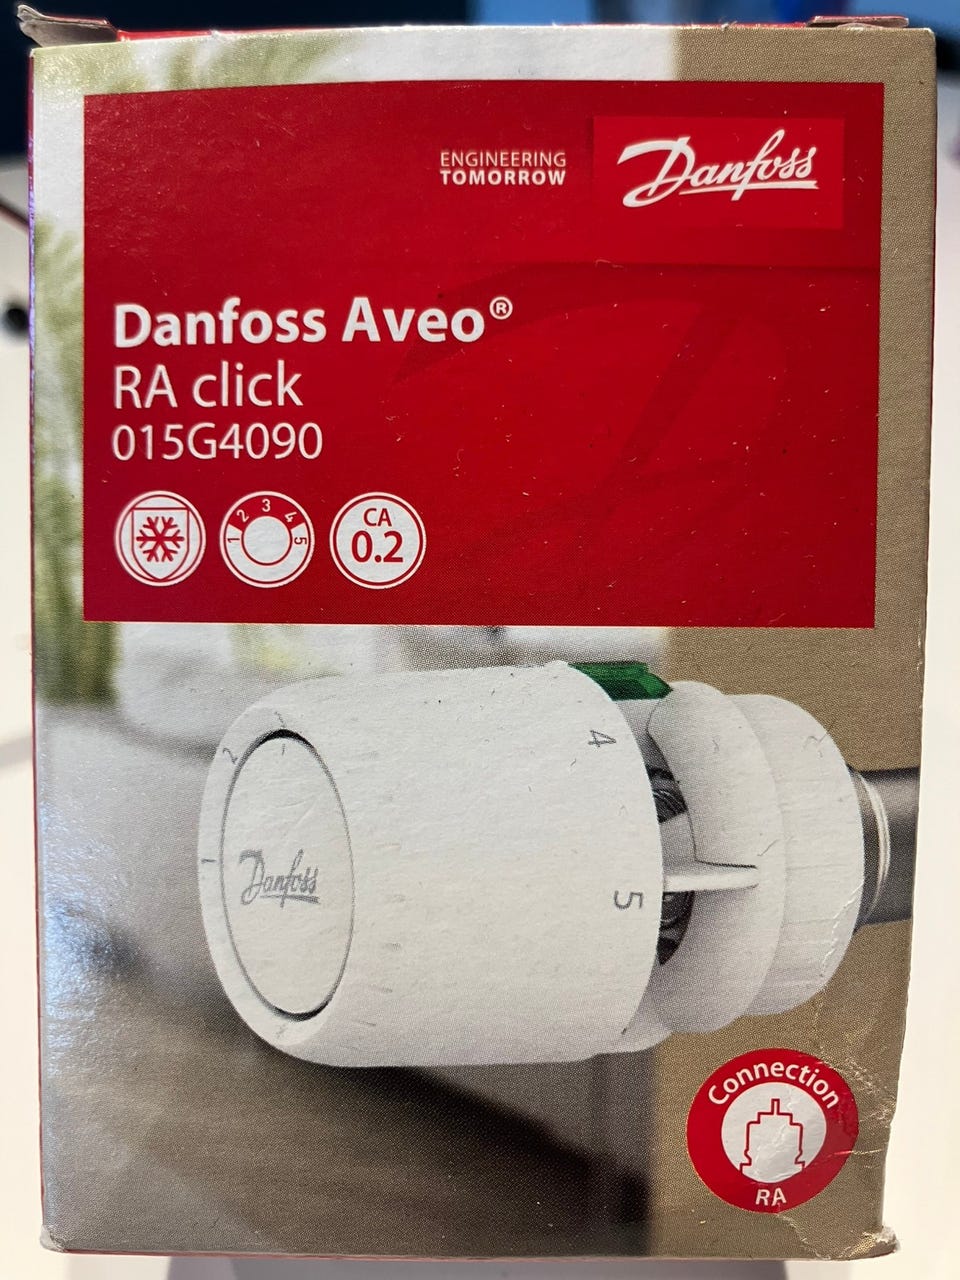 ENGINEERING
TOMORROW
Danfoss
Danfoss Aveo®
RA click
015G4090
1 2 3 4 5
CA
0.2
2
1
4
5
Danfoss
Connection
RA